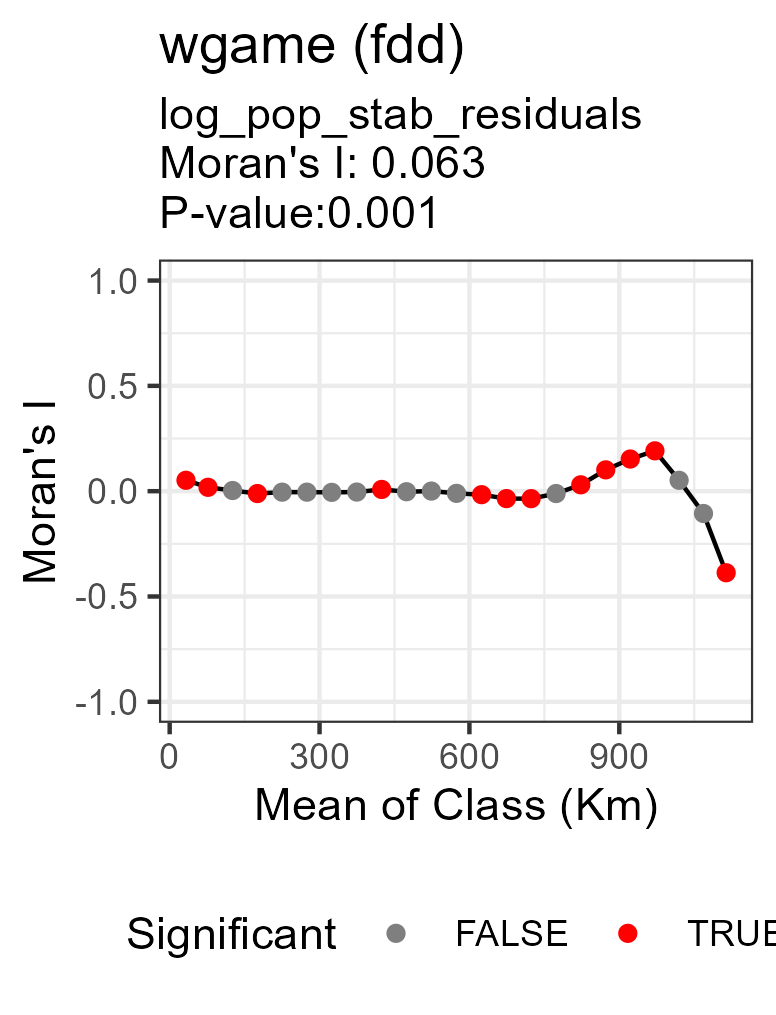 wgame (fdd)
log_pop_stab_residuals
Moran's I: 0.063
P-value:0.001
1.0
0.5
0.0
-0.5
-1.0
Moran's I
0
300
600
900
Mean of Class (Km)
Significant
FALSE
TRUE